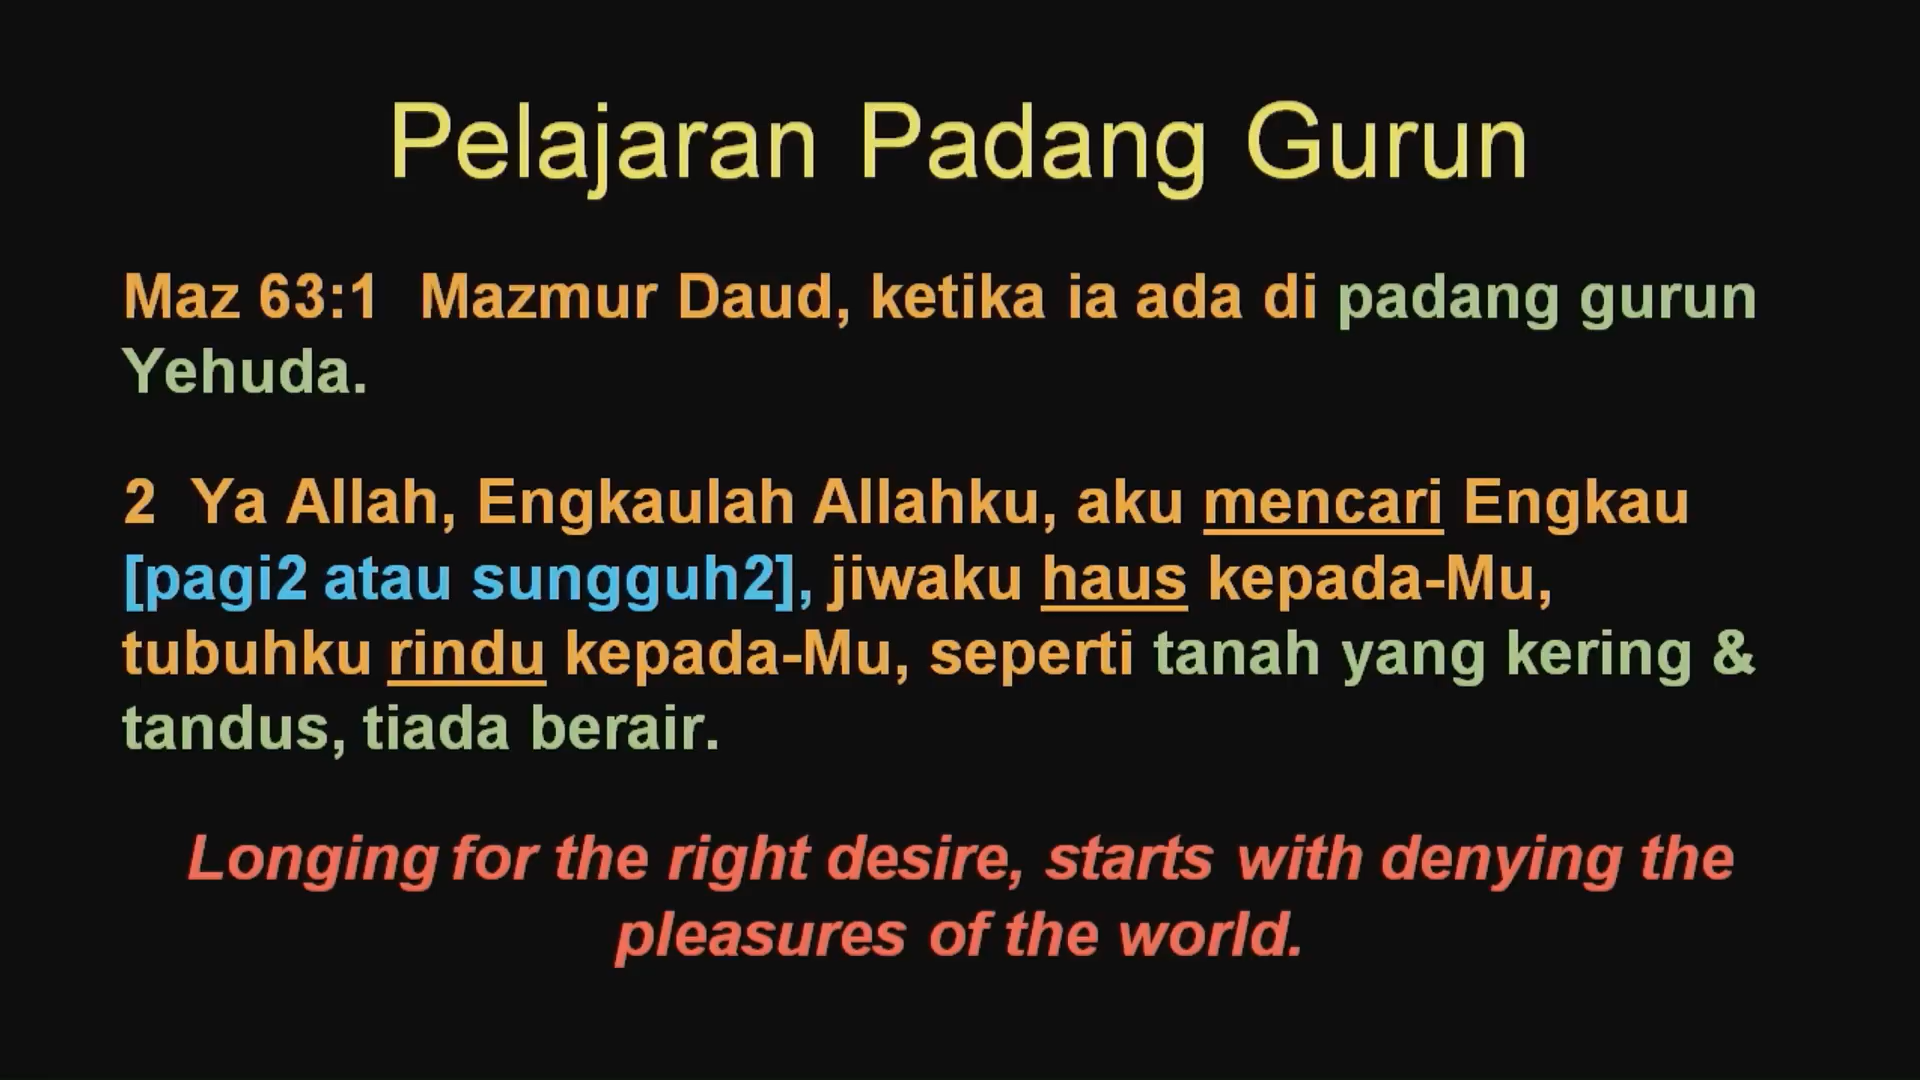 Pelajaran Padang Gurun
Maz 63:1 Mazmur Daud, ketika ia ada di padang gurun
Yehuda.
2 Ya Allah, Engkaulah Allahku, aku mencari Engkau
[pagi2 atau sungguh2], jiwaku haus kepada-Mu,
tubuhku rindu kepada-Mu, seperti tanah yang kering &
tandus, tiada berair.
Longing for the right desire, starts with denying the
pleasures of the world.